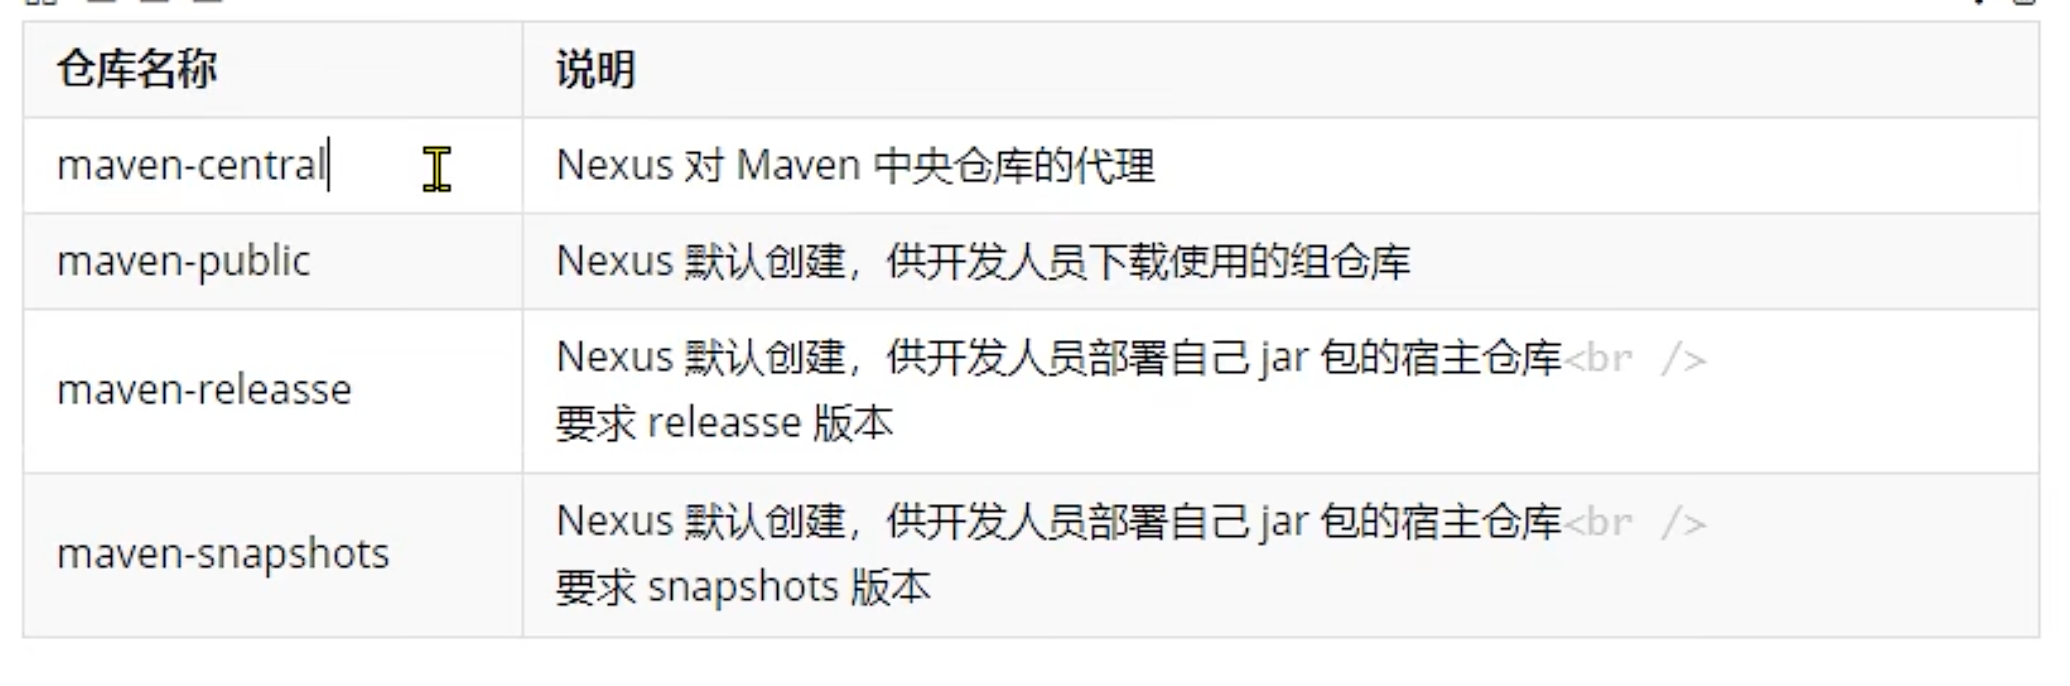 仓库名称
说明
maven-central
Nexus 对 Maven 中央仓库的代理
maven-public
Nexus 默认创建，供开发人员下载使用的组仓库
maven-releasse
Nexus 默认创建，供开发人员部署自己 jar 包的宿主仓库<br />
要求 releasse 版本
maven-snapshots
Nexus 默认创建，供开发人员部署自己 jar 包的宿主仓库<br />
要求 snapshots 版本